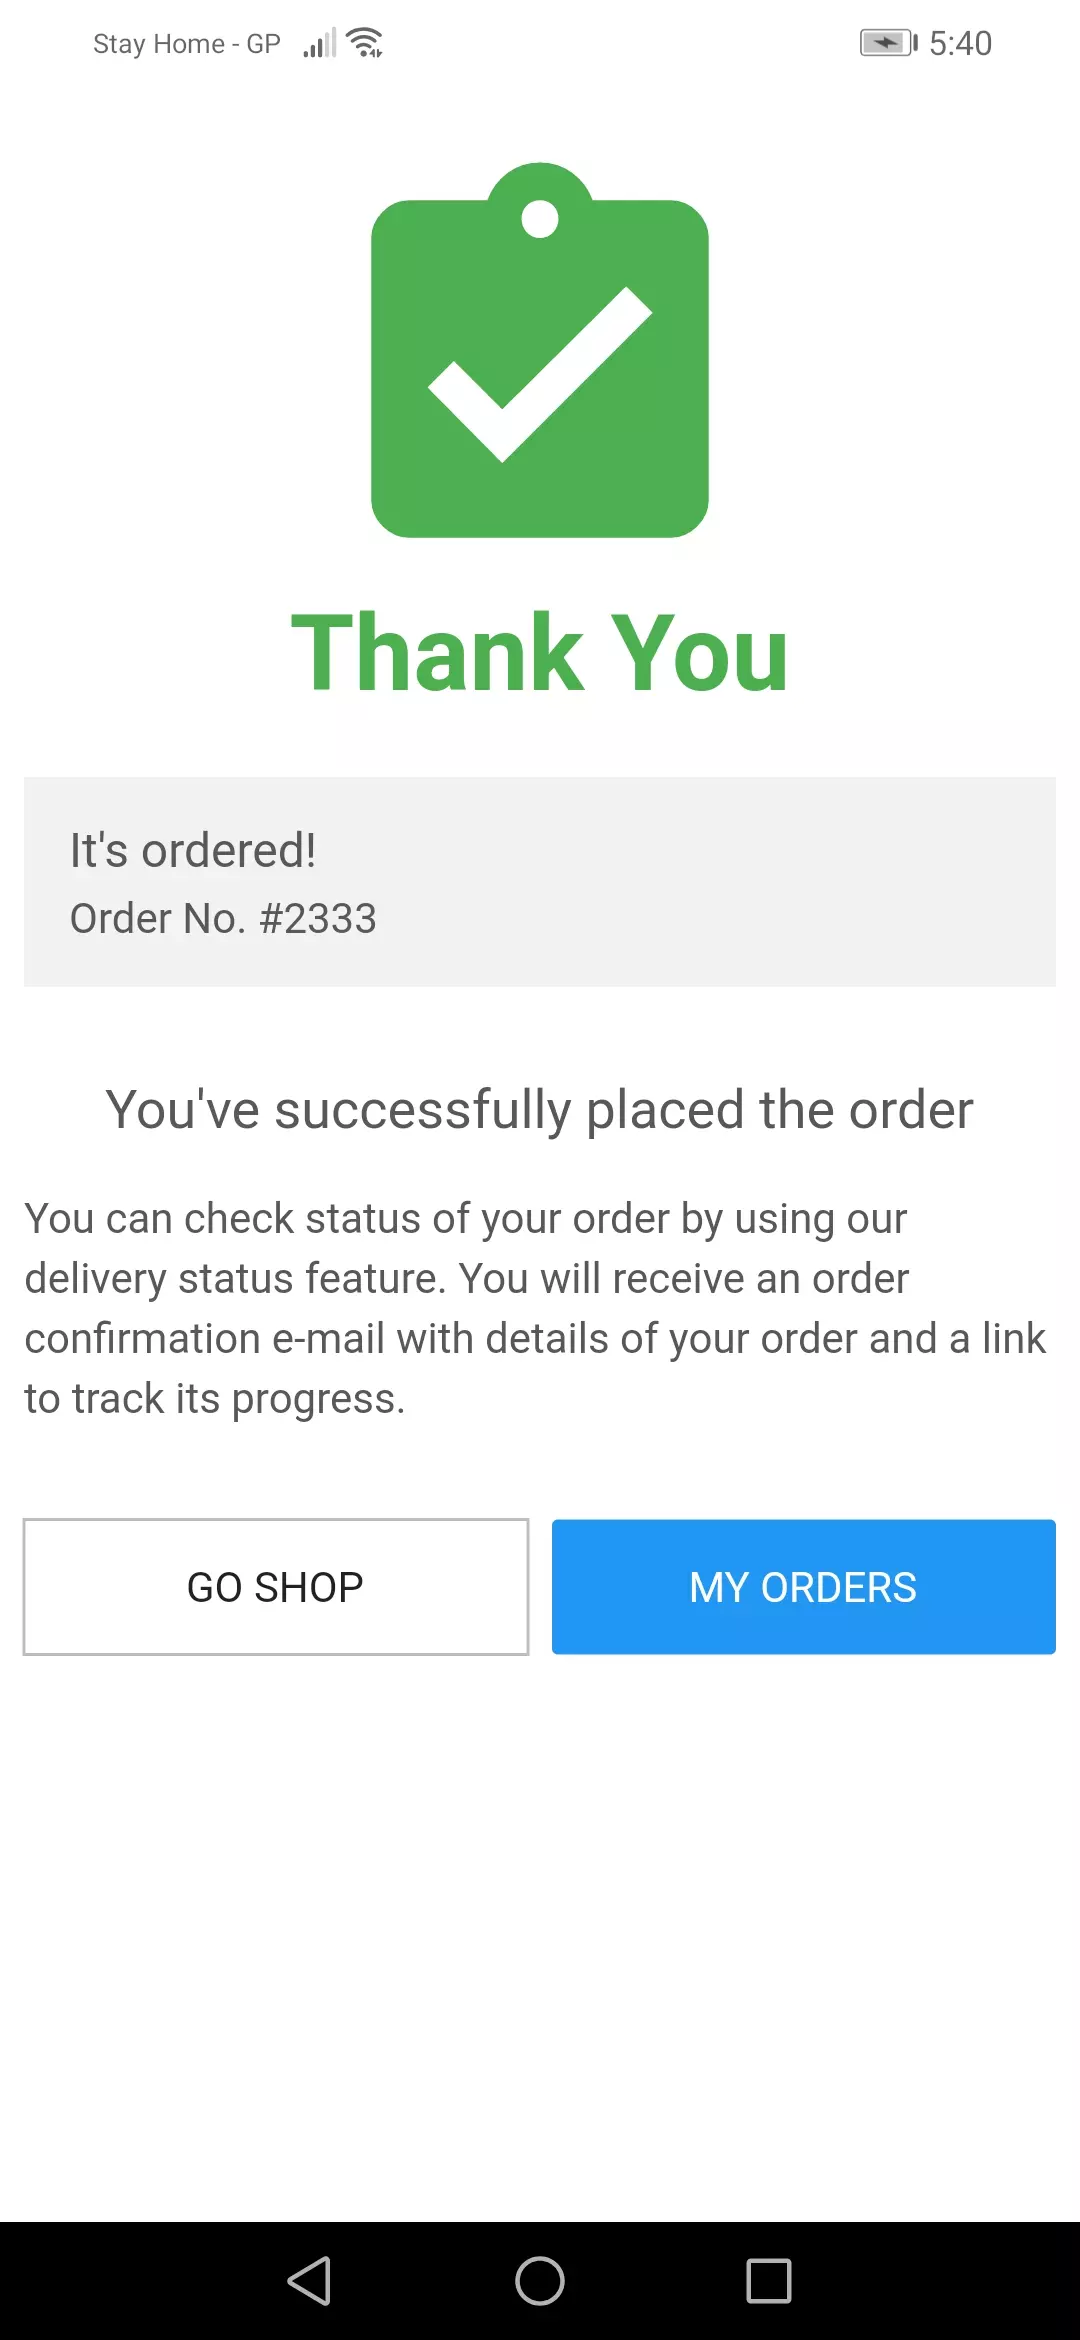 Stay Home - GP
5:40
Thank You
It's ordered!
Order No. #2333
You've successfully placed the order
You can check status of your order by using our
delivery status feature. You will receive an order
confirmation e-mail with details of your order and a link
to track its progress.
GO SHOP
MY ORDERS